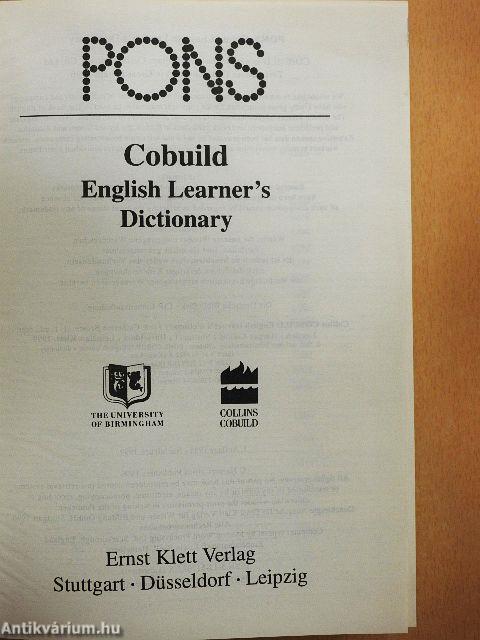 PONS
Cobuild
English Learner's
Dictionary
THE UNIVERSITY
OF BIRMINGHAM
COLLINS
COBUILD
Ernst Klett Verlag
Stuttgart · Düsseldorf · Leipzig
Antikvárium.hu